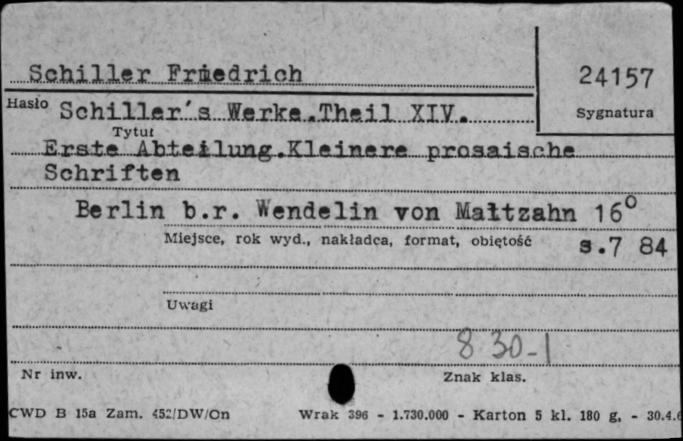 Schiller Friedrich
24157
Hasło Schiller's Werke.Theil XIV.
Sygnatura
Tytuł
Erste Abteilung.Kleinere prosaische
Schriften
Berlin b.r. Wendelin von Maltzahn 16°
Miejsce, rok wyd., nakładca, format, objętość
s.7 84
Uwagi
830-1
Nr inw.
Znak klas.
CWD B 15a Zam. 452/DW/On Wrak 396 - 1.730.000 - Karton 5 kl. 180 g, - 30.4.